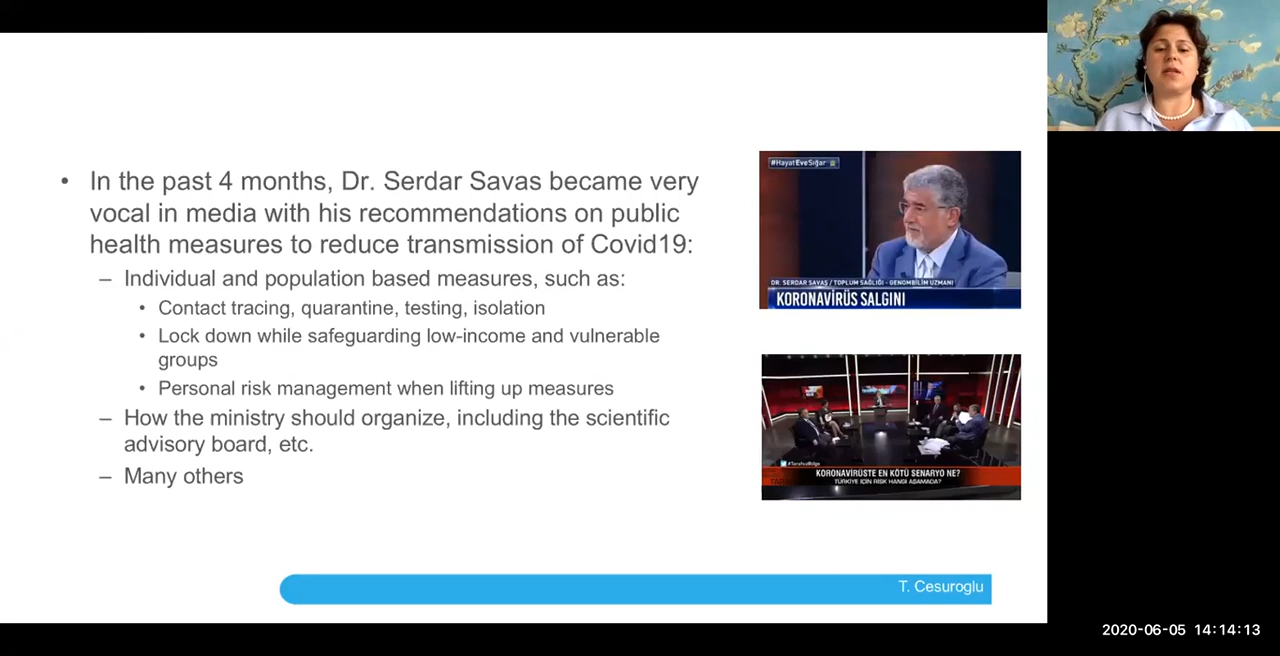 • In the past 4 months, Dr. Serdar Savas became very
vocal in media with his recommendations on public
health measures to reduce transmission of Covid19:
– Individual and population based measures, such as:
• Contact tracing, quarantine, testing, isolation
• Lock down while safeguarding low-income and vulnerable
groups
• Personal risk management when lifting up measures
– How the ministry should organize, including the scientific
advisory board, etc.
– Many others
#HayatEveSığar
DR. SERDAR SAVAŞ / TOPLUM SAĞLIĞI - GENOMBİLİM UZMANI
KORONAVİRÜS SALGINI
KORONAVİRÜSTE EN KÖTÜ SENARYO NE?
TÜRKİYE İÇİN RİSK HANGİ AŞAMADA?
T. Cesuroglu
2020-06-05 14:14:13